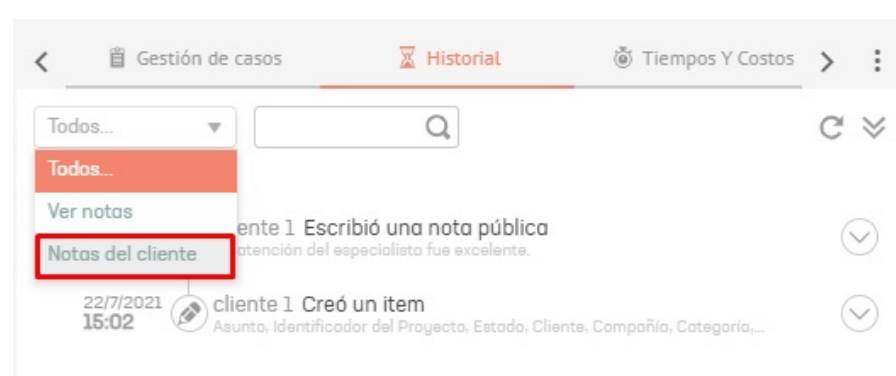 Gestión de casos Historial Tiempos Y Costos
Todos...
Todos...
Ver notas
Notas del cliente
ente 1 Escribió una nota pública
atención del especialista fue excelente.
22/7/2021
15:02
cliente 1 Creó un item
Asunto, Identificador del Proyecto, Estado, Cliente, Compañía, Categoría,...